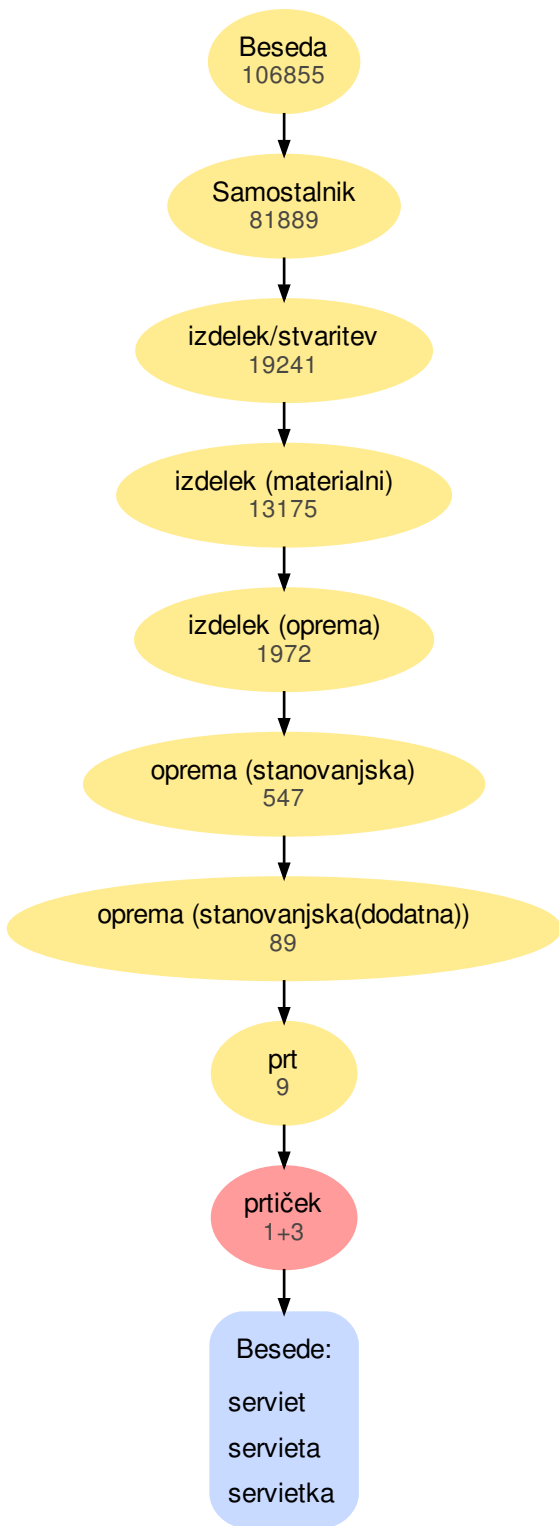 Beseda
106855
Samostalnik
81889
izdelek/stvaritev
19241
izdelek (materialni)
13175
izdelek (oprema)
1972
oprema (stanovanjska)
547
oprema (stanovanjska(dodatna))
89
prt
9
prtiček
1+3
Besede:
serviet
servieta
servietka